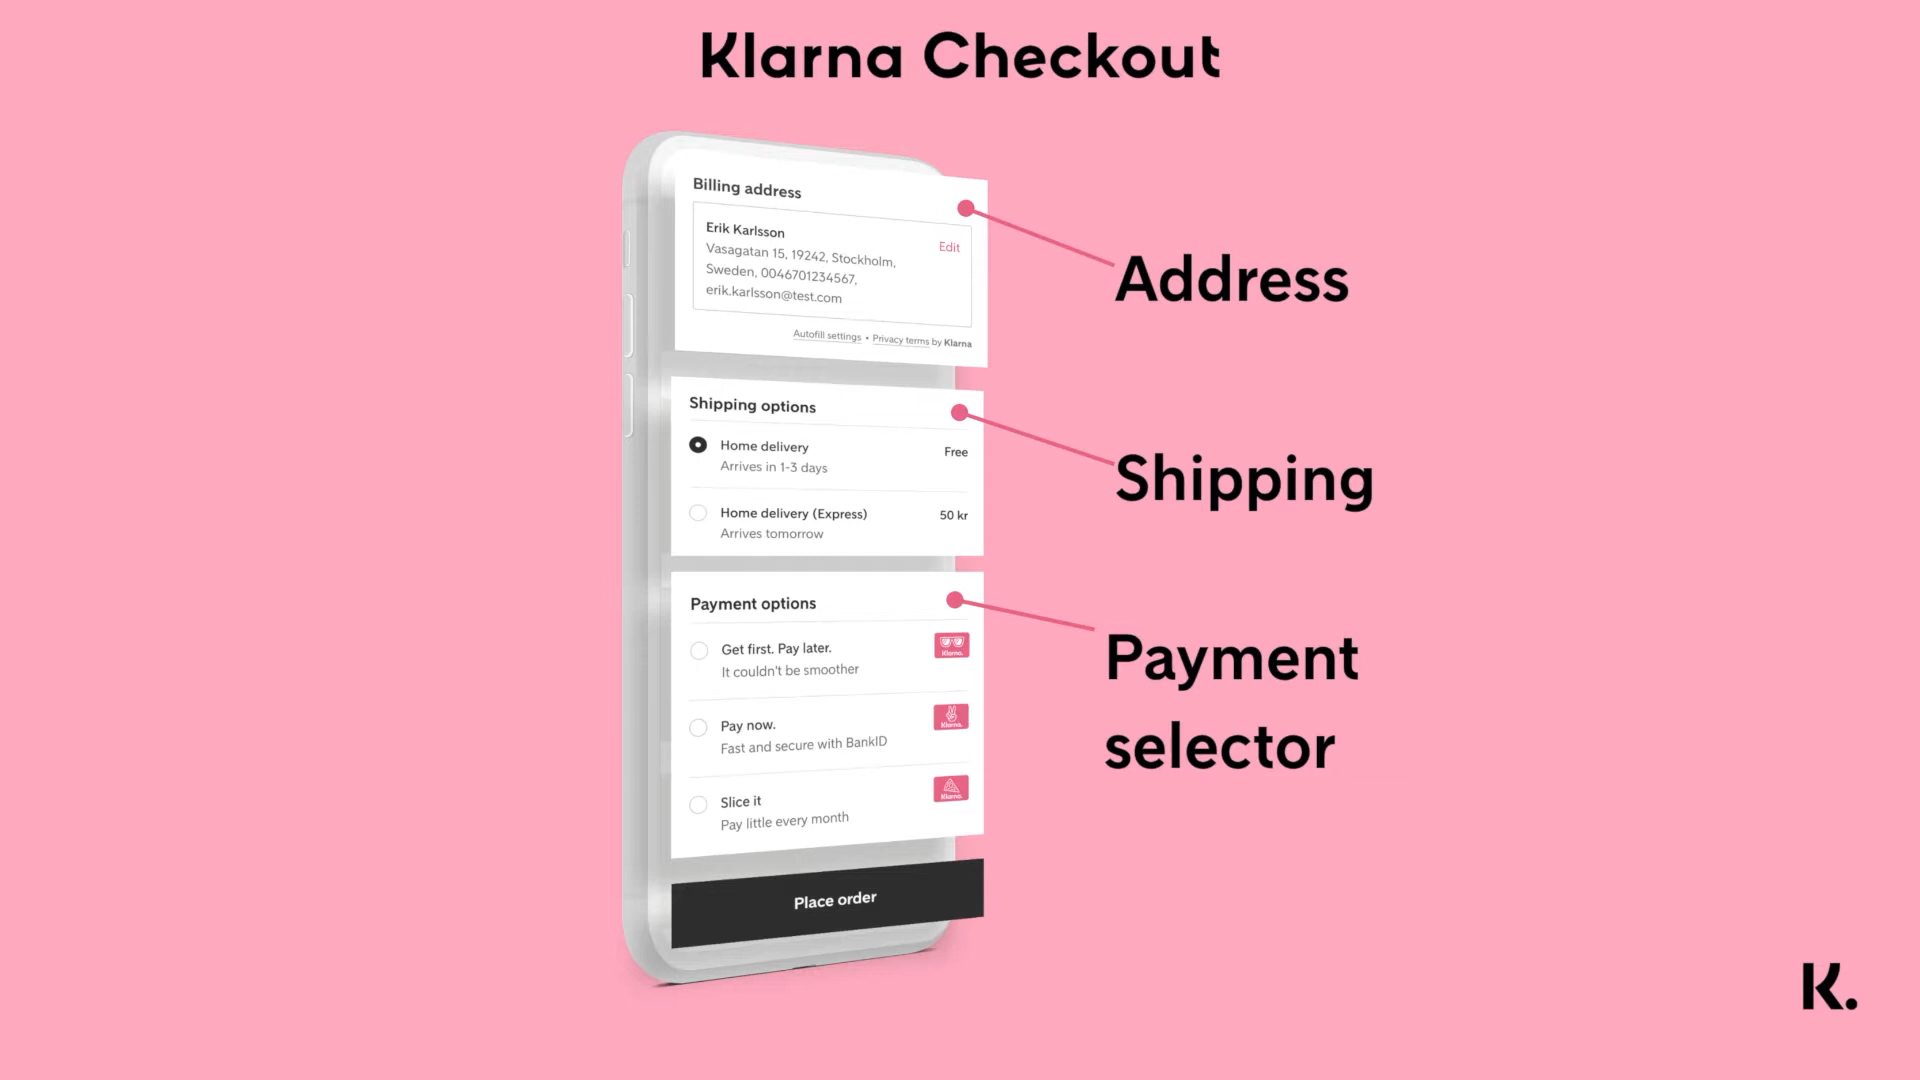 Klarna Checkout
Billing address
Erik Karlsson
Edit
Vasagatan 15, 19242, Stockholm,
Sweden, 0046701234567,
erik.karlsson@test.com
Autofill settings • Privacy terms by Klarna
Address
Shipping options
Home delivery
Free
Arrives in 1-3 days
Home delivery (Express)
50 kr
Arrives tomorrow
Shipping
Payment options
Get first. Pay later.
Klarna.
It couldn't be smoother
Pay now.
Klarna.
Fast and secure with BankID
Slice it
Klarna.
Pay little every month
Payment
selector
Place order
K.